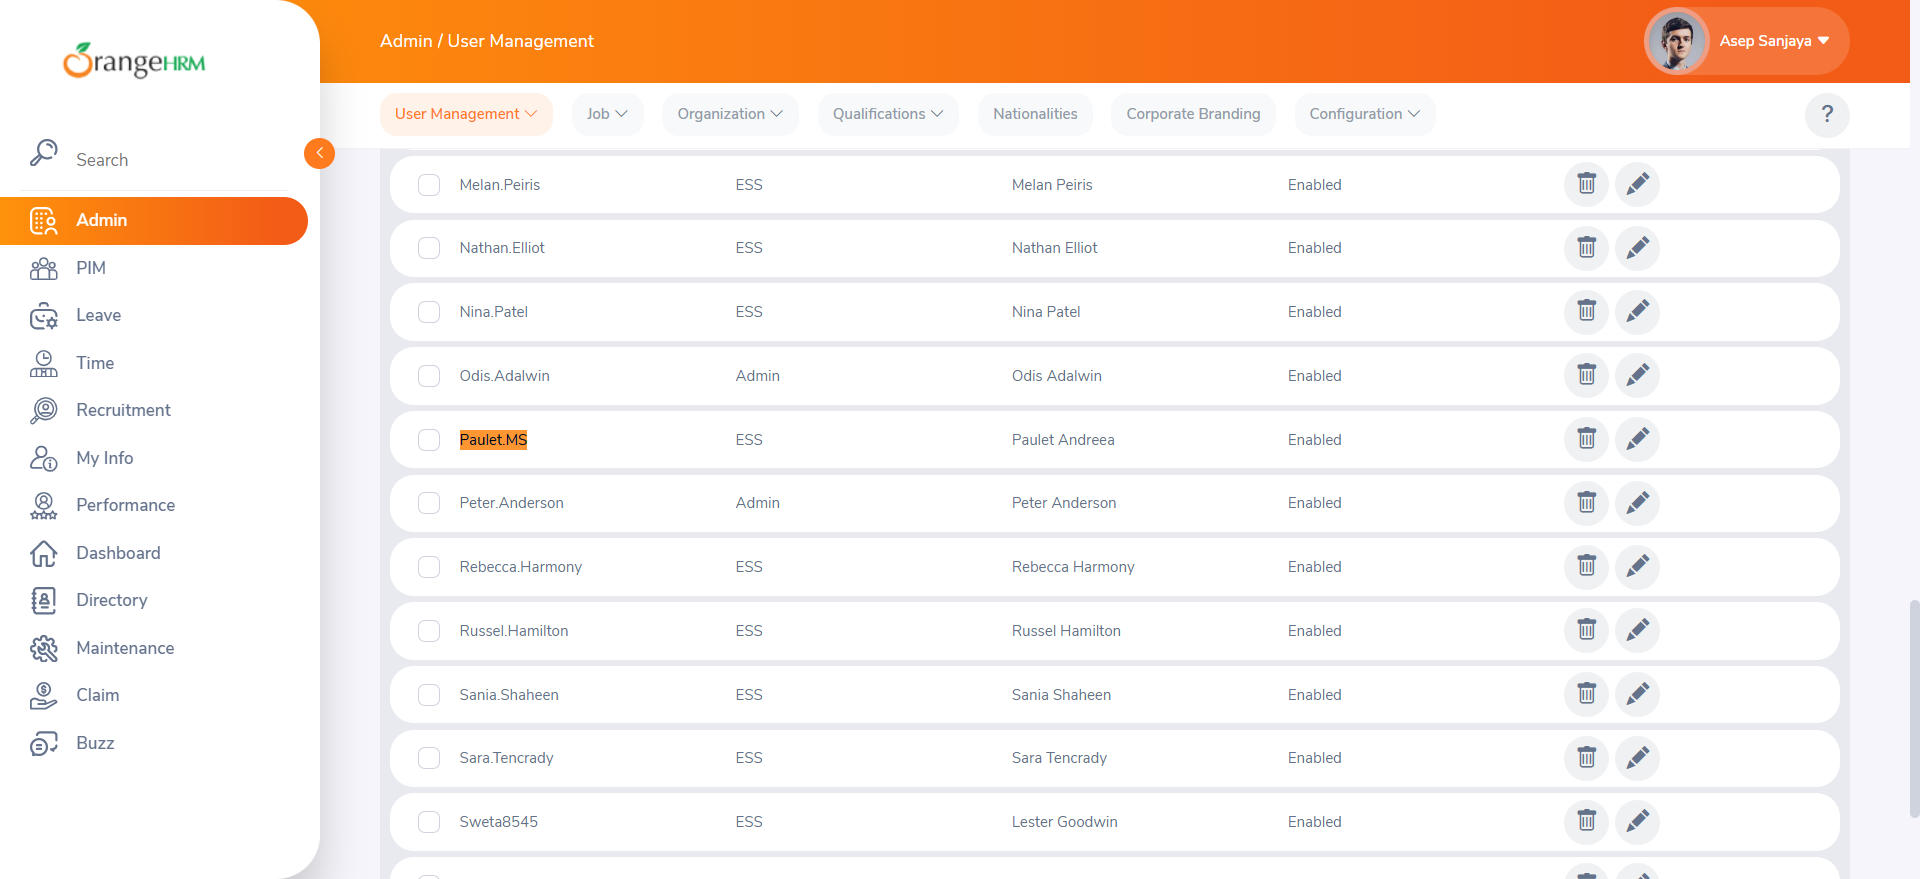 OrangeHRM
Admin / User Management
Asep Sanjaya
User Management
Job
Organization
Qualifications
Nationalities
Corporate Branding
Configuration
?
Search
Admin
PIM
Leave
Time
Recruitment
My Info
Performance
Dashboard
Directory
Maintenance
Claim
Buzz
Melan.Peiris ESS Melan Peiris Enabled
Nathan.Elliot ESS Nathan Elliot Enabled
Nina.Patel ESS Nina Patel Enabled
Odis.Adalwin Admin Odis Adalwin Enabled
Paulet.MS ESS Paulet Andreea Enabled
Peter.Anderson Admin Peter Anderson Enabled
Rebecca.Harmony ESS Rebecca Harmony Enabled
Russel.Hamilton ESS Russel Hamilton Enabled
Sania.Shaheen ESS Sania Shaheen Enabled
Sara.Tencrady ESS Sara Tencrady Enabled
Sweta8545 ESS Lester Goodwin Enabled